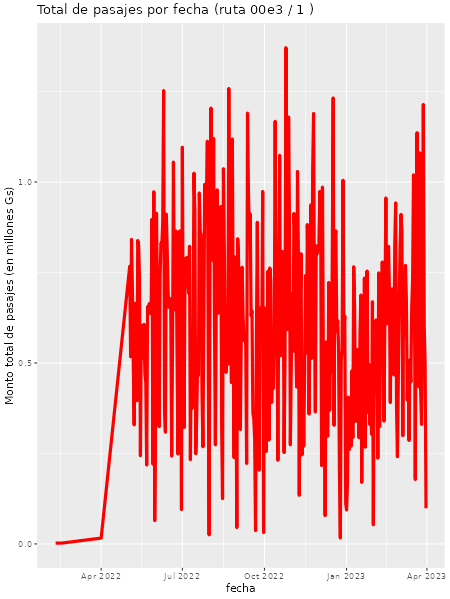 Total de pasajes por fecha (ruta 00e3 / 1 )
Monto total de pasajes (en millones Gs)
1.0
0.5
0.0
Apr 2022
Jul 2022
Oct 2022
Jan 2023
Apr 2023
fecha